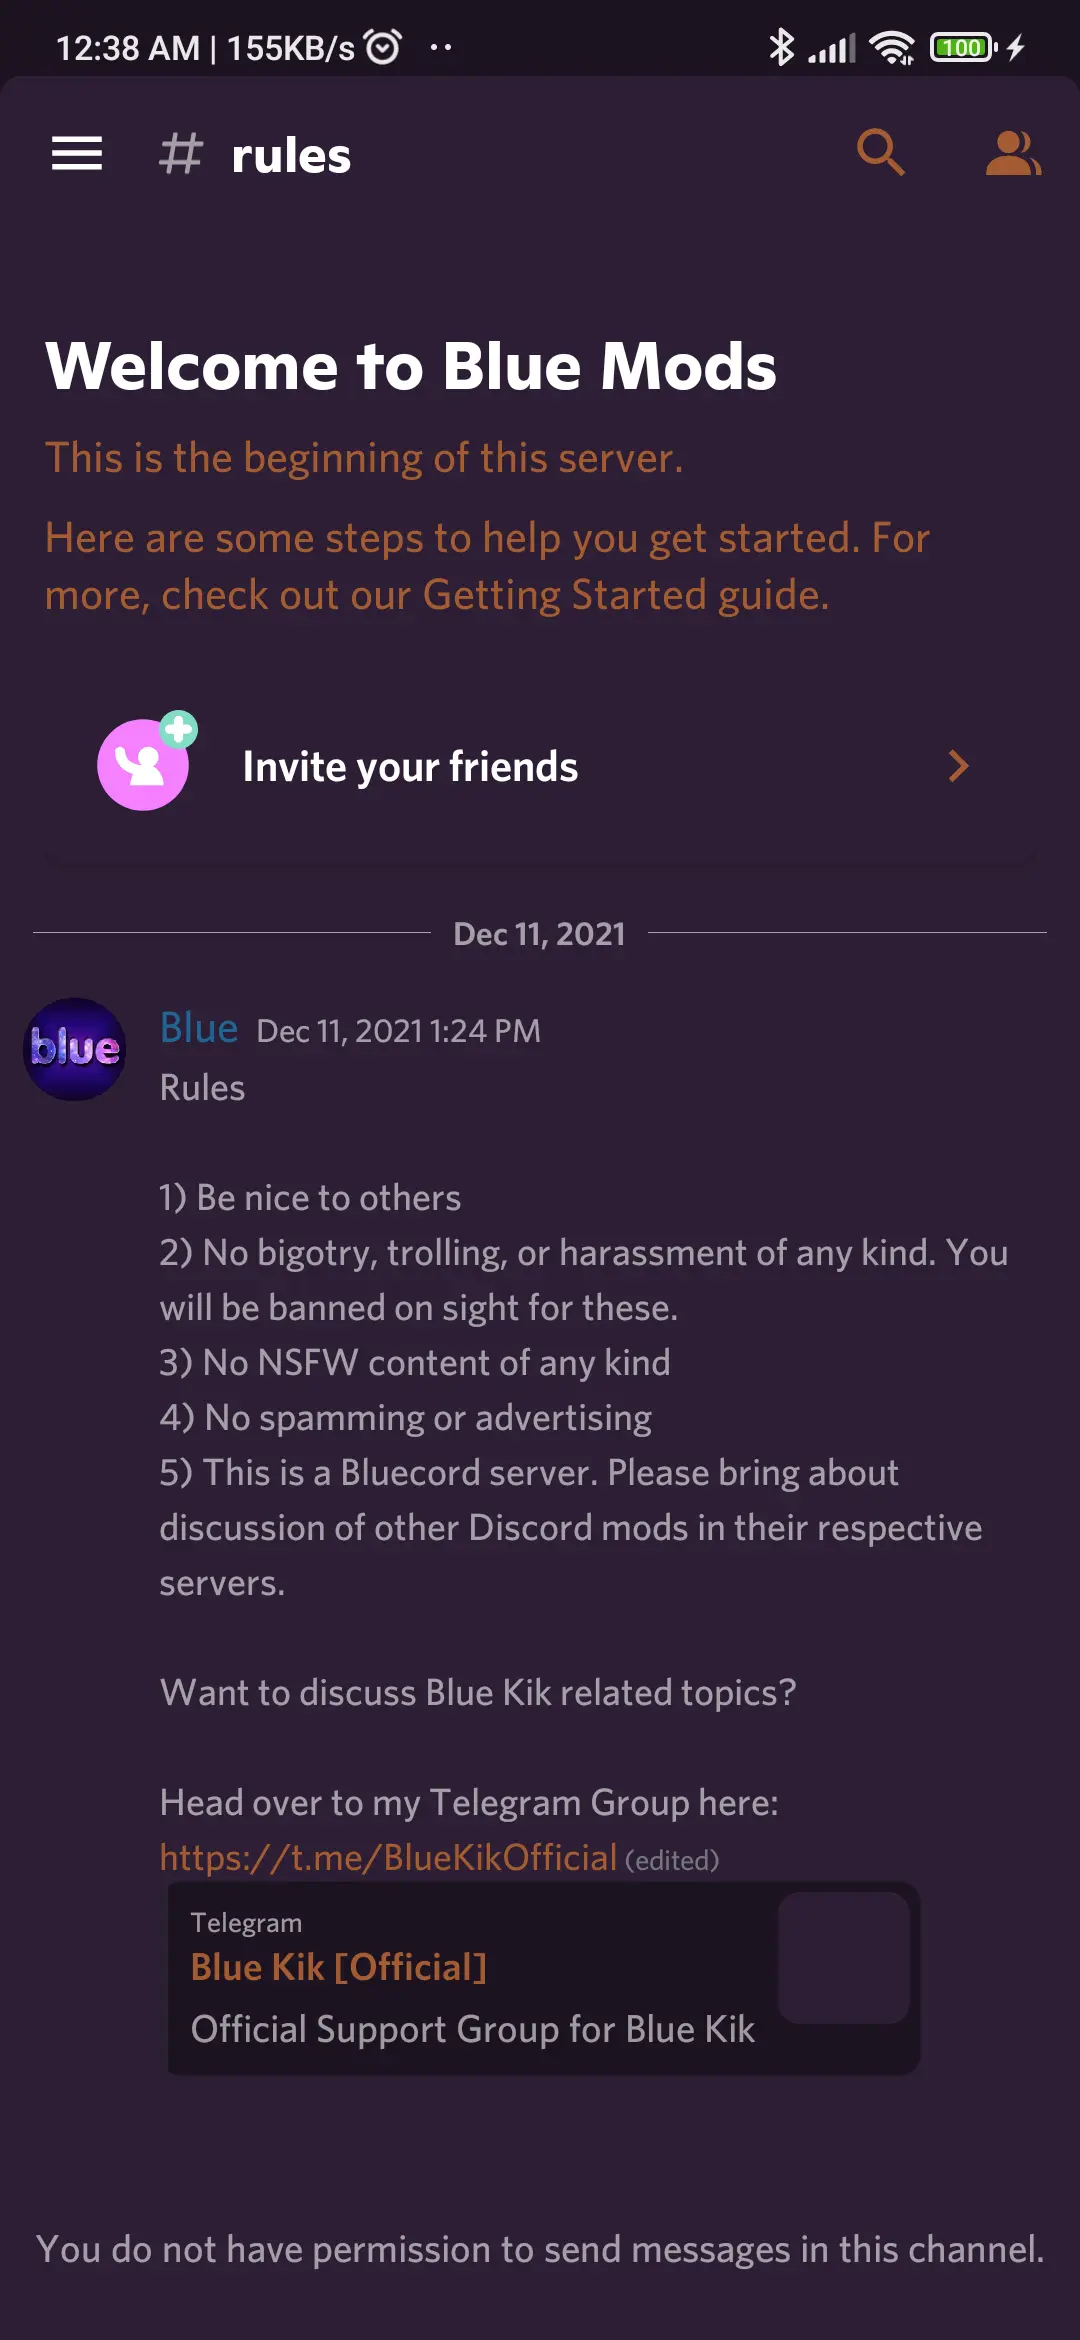 12:38 AM | 155KB/s
100
# rules
Welcome to Blue Mods
This is the beginning of this server.
Here are some steps to help you get started. For
more, check out our Getting Started guide.
Invite your friends
Dec 11, 2021
blue
Blue Dec 11, 2021 1:24 PM
Rules
1) Be nice to others
2) No bigotry, trolling, or harassment of any kind. You
will be banned on sight for these.
3) No NSFW content of any kind
4) No spamming or advertising
5) This is a Bluecord server. Please bring about
discussion of other Discord mods in their respective
servers.
Want to discuss Blue Kik related topics?
Head over to my Telegram Group here:
https://t.me/BlueKikOfficial (edited)
Telegram
Blue Kik [Official]
Official Support Group for Blue Kik
You do not have permission to send messages in this channel.